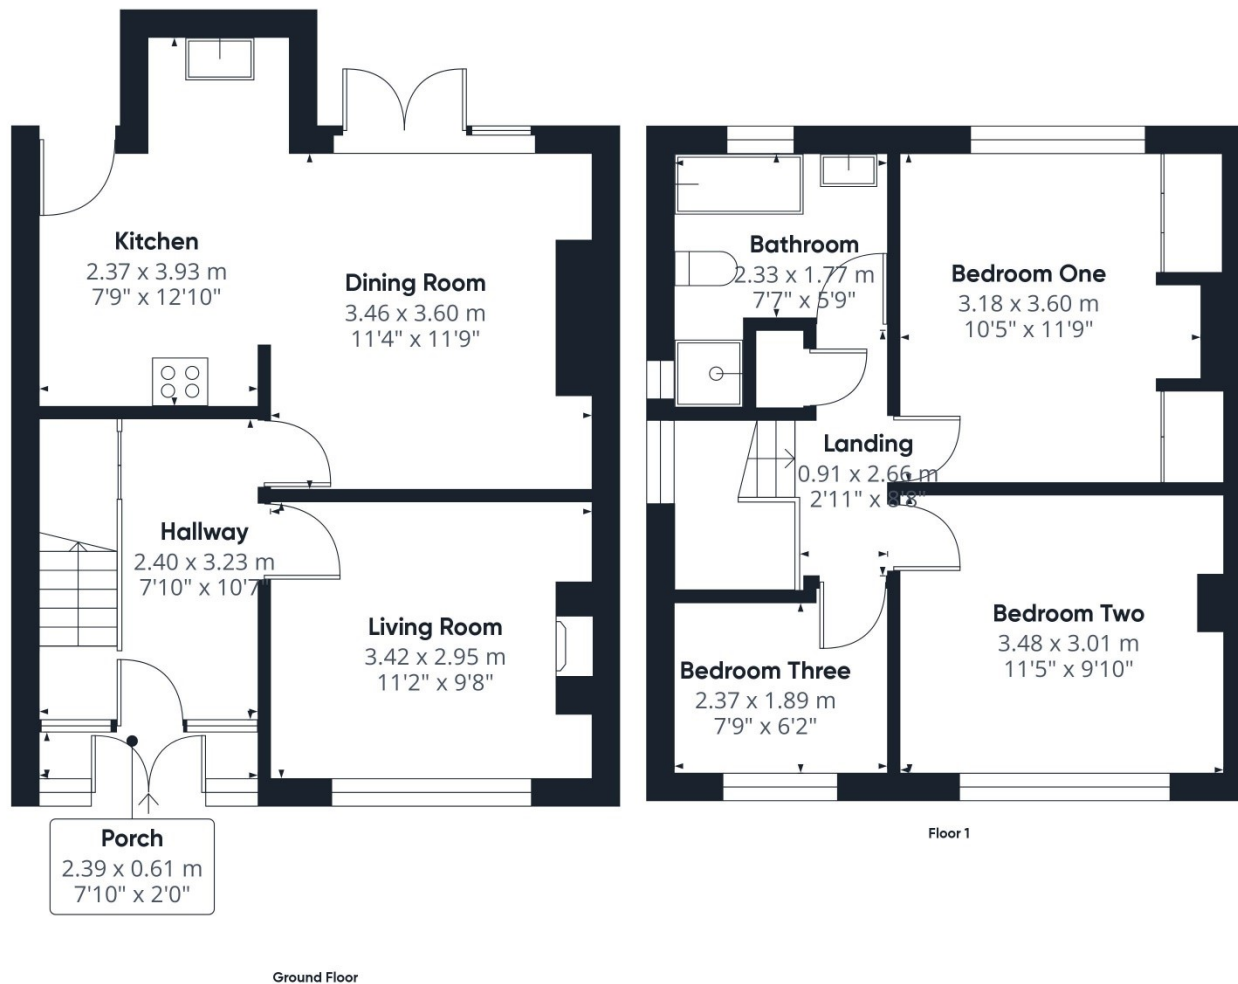 Kitchen
2.37 x 3.93 m
7'9" x 12'10"
Dining Room
3.46 x 3.60 m
11'4" x 11'9"
Hallway
2.40 x 3.23 m
7'10" x 10'7"
Living Room
3.42 x 2.95 m
11'2" x 9'8"
Porch
2.39 x 0.61 m
7'10" x 2'0"
Ground Floor
Bathroom
2.33 x 1.77 m
7'7" x 5'9"
Bedroom One
3.18 x 3.60 m
10'5" x 11'9"
Landing
0.91 x 2.66 m
2'11" x 8'8"
Bedroom Two
3.48 x 3.01 m
11'5" x 9'10"
Bedroom Three
2.37 x 1.89 m
7'9" x 6'2"
Floor 1